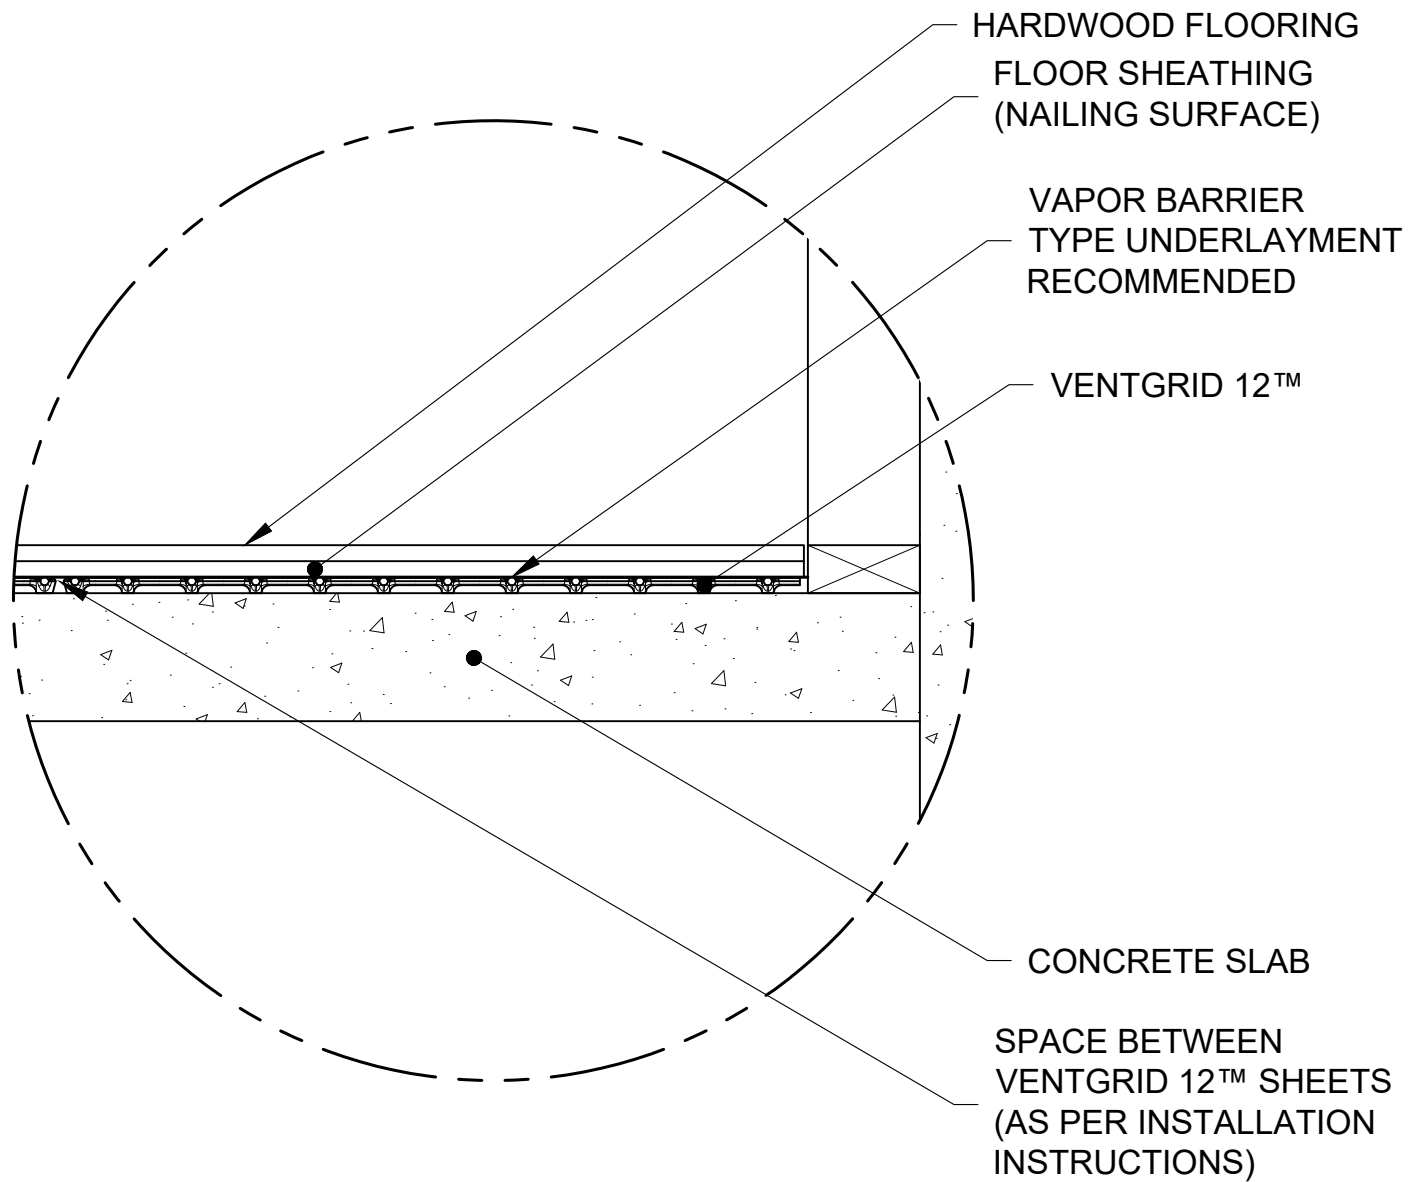 HARDWOOD FLOORING
FLOOR SHEATHING
(NAILING SURFACE)
VAPOR BARRIER
TYPE UNDERLAYMENT
RECOMMENDED
VENTGRID 12™
CONCRETE SLAB
SPACE BETWEEN
VENTGRID 12™ SHEETS
(AS PER INSTALLATION
INSTRUCTIONS)